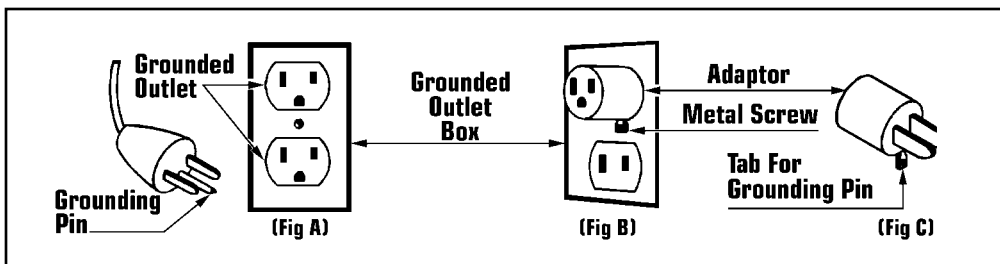 Grounded
Outlet
Grounding
Pin
(Fig A)
Grounded
Outlet
Box
(Fig B)
Adaptor
Metal Screw
Tab For
Grounding Pin
(Fig C)